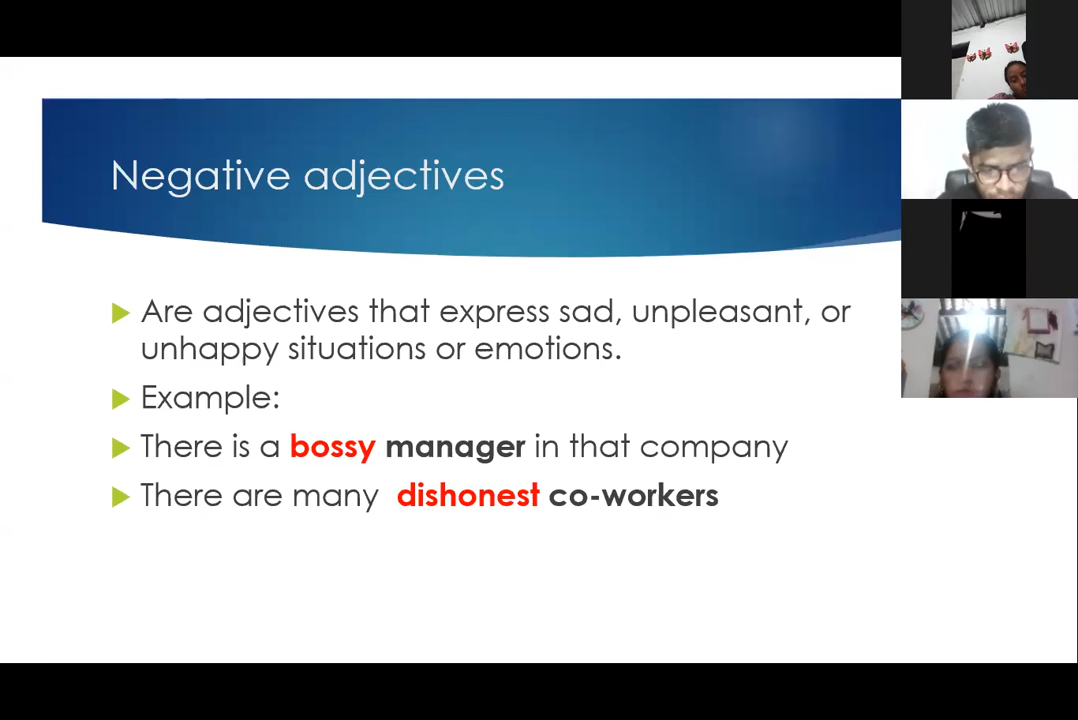 Negative adjectives
Are adjectives that express sad, unpleasant, or
unhappy situations or emotions.
Example:
There is a bossy manager in that company
There are many dishonest co-workers